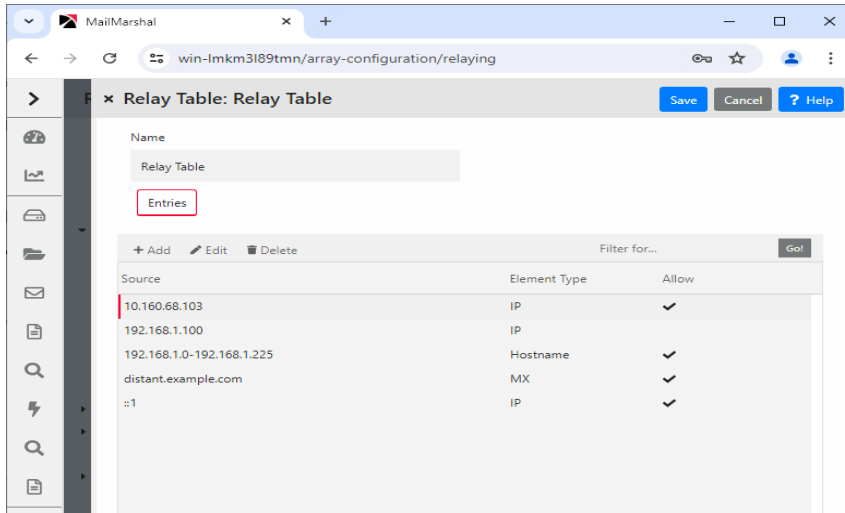 MailMarshal
win-lmkm3l89tmn/array-configuration/relaying
Relay Table: Relay Table
Save Cancel ? Help
Name
Relay Table
Entries
+ Add Edit Delete Filter for... Go!
Source Element Type Allow
10.160.68.103 IP
192.168.1.100 IP
192.168.1.0-192.168.1.225 Hostname
distant.example.com MX
::1 IP